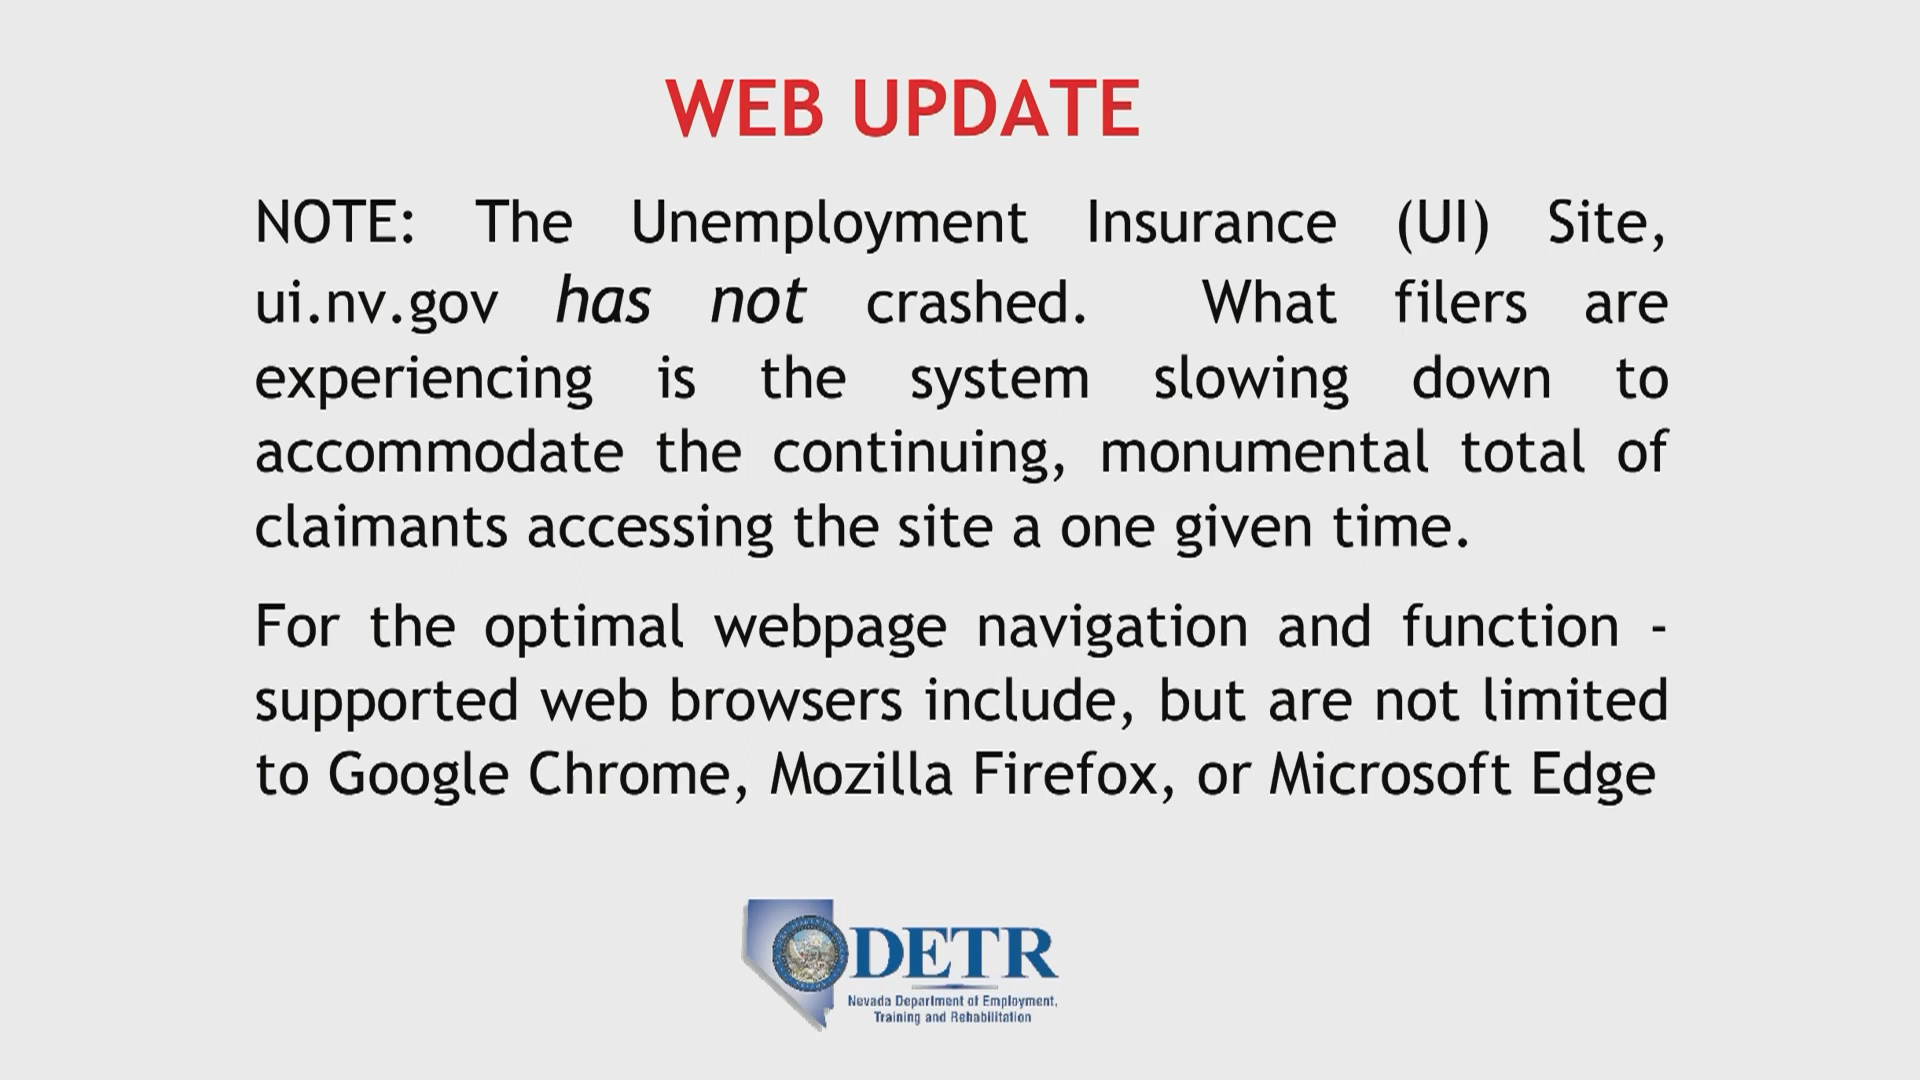 WEB UPDATE
NOTE: The Unemployment Insurance (UI) Site,
ui.nv.gov has not crashed. What filers are
experiencing is the system slowing down to
accommodate the continuing, monumental total of
claimants accessing the site a one given time.
For the optimal webpage navigation and function -
supported web browsers include, but are not limited
to Google Chrome, Mozilla Firefox, or Microsoft Edge
DETR
Nevada Department of Employment,
Training and Rehabilitation